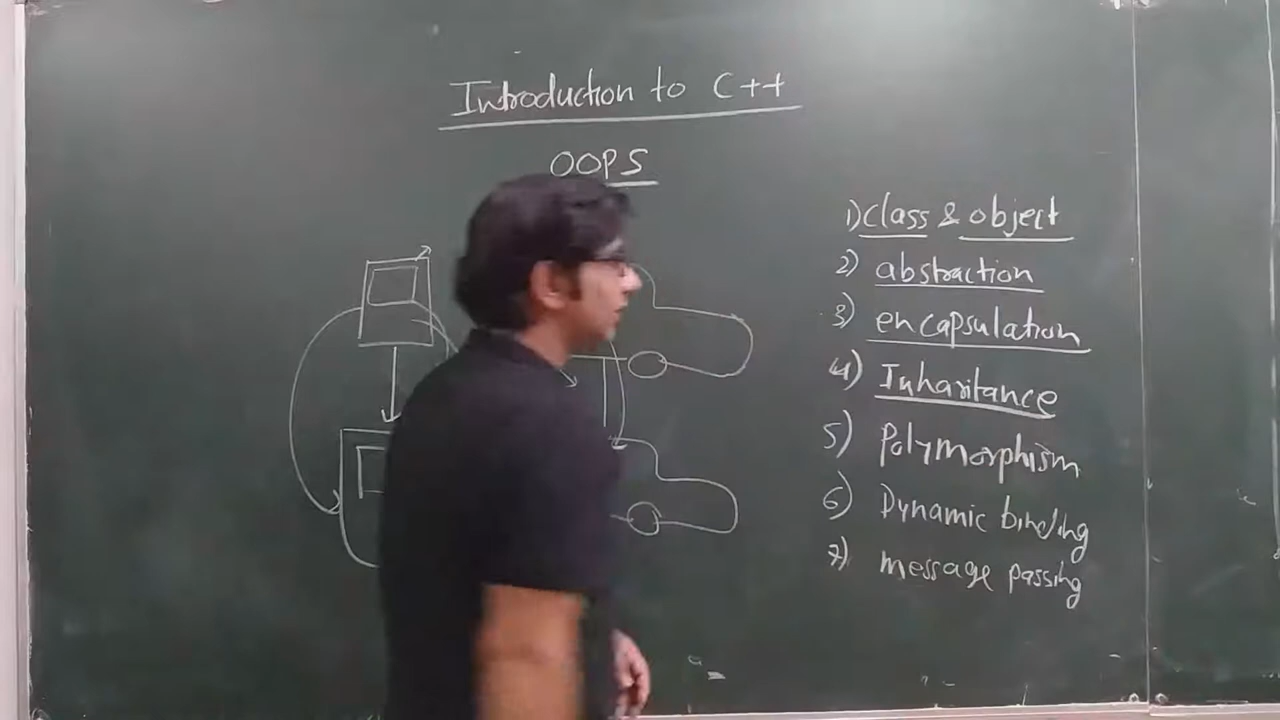 Introduction to C++
OOPS
1) Class & object
2) abstraction
3) encapsulation
4) Inharitance
5) Polymorphism
6) Dynamic binding
7) message passing